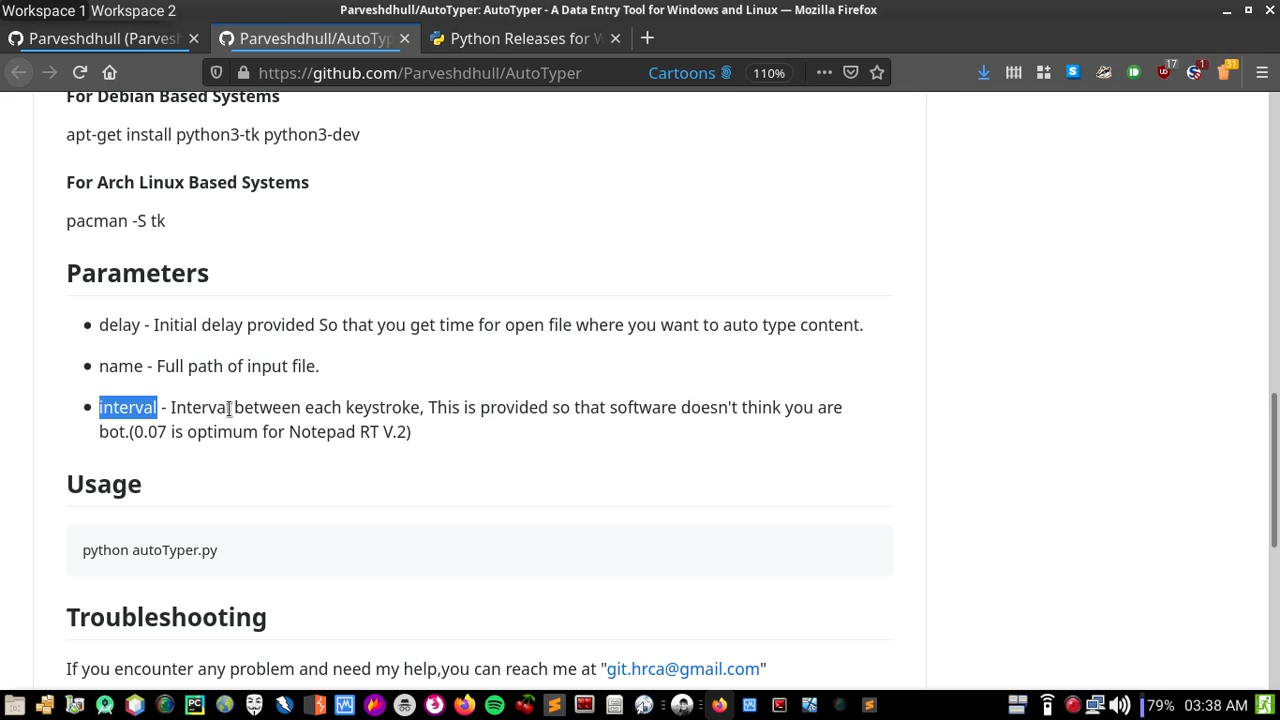 Workspace 1 Workspace 2
Parveshdhull/AutoTyper: AutoTyper - A Data Entry Tool for Windows and Linux — Mozilla Firefox
Parveshdhull (Parves
Parveshdhull/AutoTyp
Python Releases for W
https://github.com/Parveshdhull/AutoTyper
Cartoons
110%
17
1
31
For Debian Based Systems
apt-get install python3-tk python3-dev
For Arch Linux Based Systems
pacman -S tk
Parameters
delay - Initial delay provided So that you get time for open file where you want to auto type content.
name - Full path of input file.
interval - Interval between each keystroke, This is provided so that software doesn't think you are
bot.(0.07 is optimum for Notepad RT V.2)
Usage
python autoTyper.py
Troubleshooting
If you encounter any problem and need my help,you can reach me at "git.hrca@gmail.com"
79% 03:38 AM